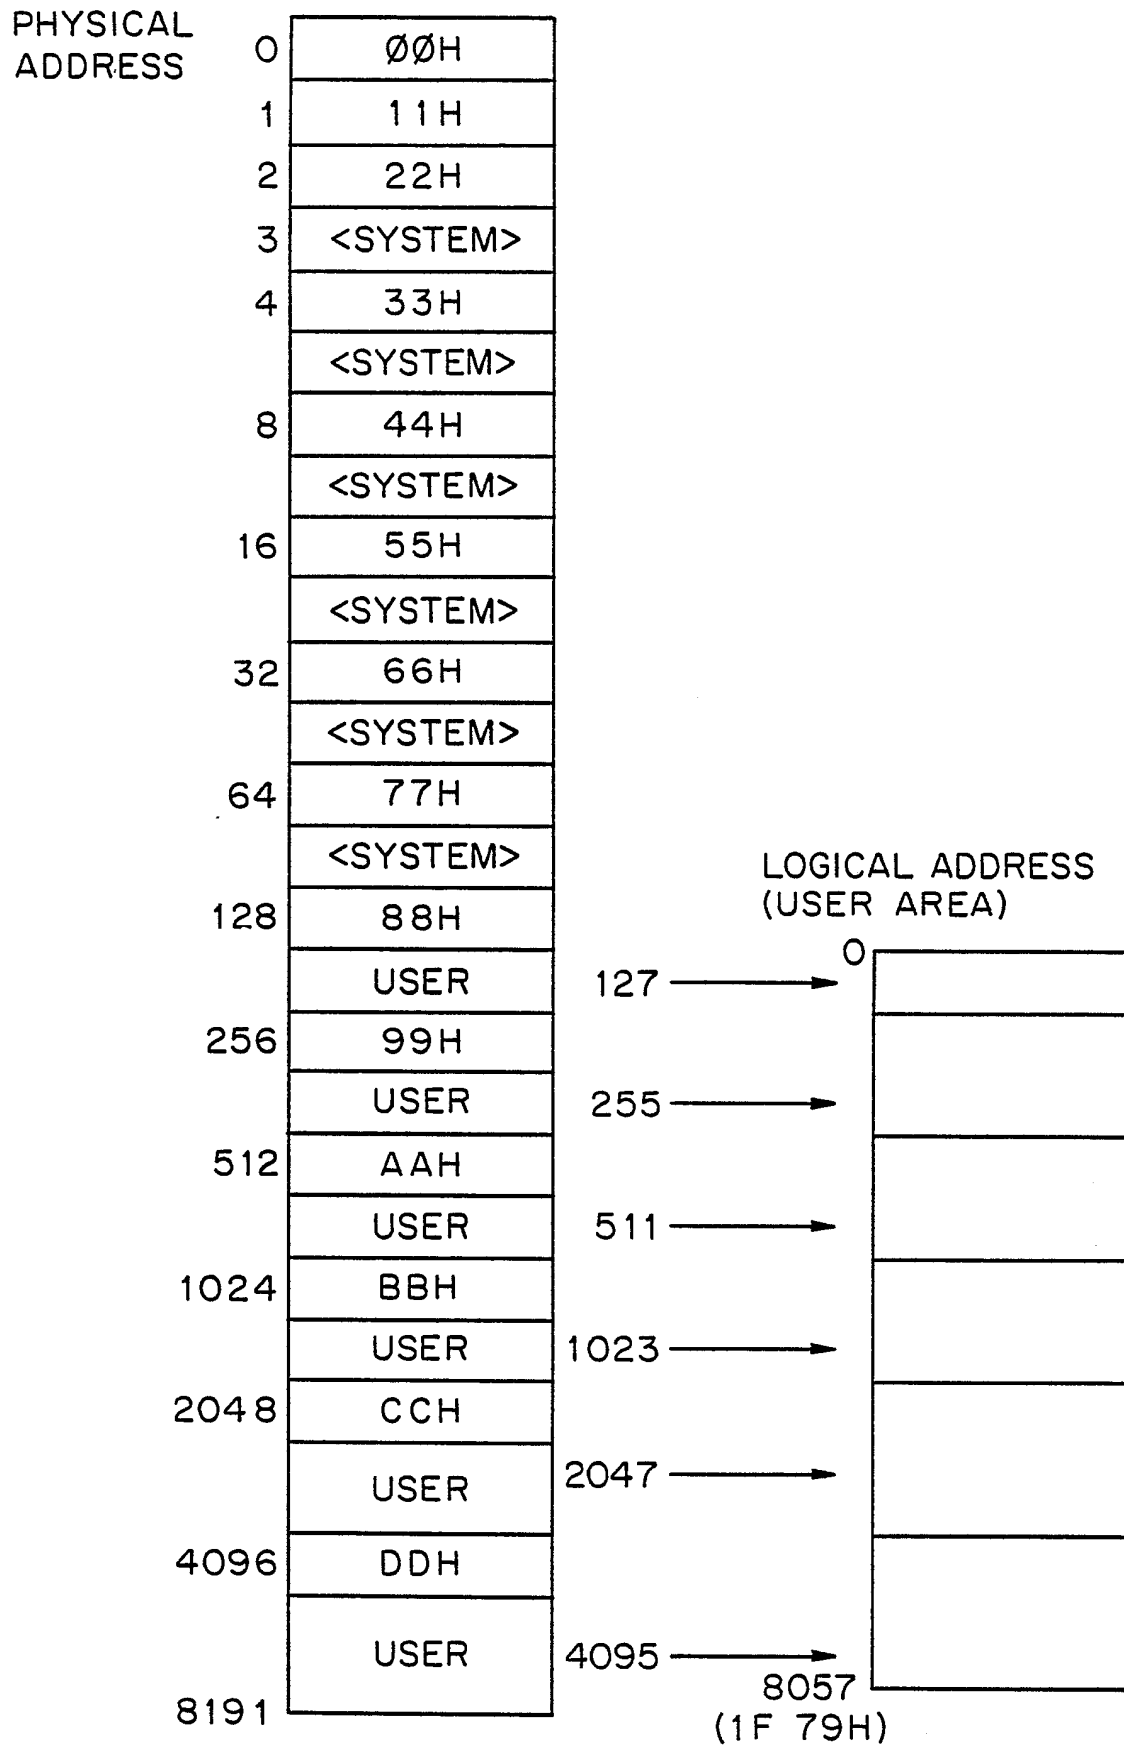 PHYSICAL
ADDRESS
0 ØØH
1 11H
2 22H
3 <SYSTEM>
4 33H
<SYSTEM>
8 44H
<SYSTEM>
16 55H
<SYSTEM>
32 66H
<SYSTEM>
64 77H
<SYSTEM>
LOGICAL ADDRESS
(USER AREA)
128 88H
0
USER 127
256 99H
USER 255
512 AAH
USER 511
1024 BBH
USER 1023
2048 CCH
USER 2047
4096 DDH
USER 4095
8057
8191
(1F 79H)